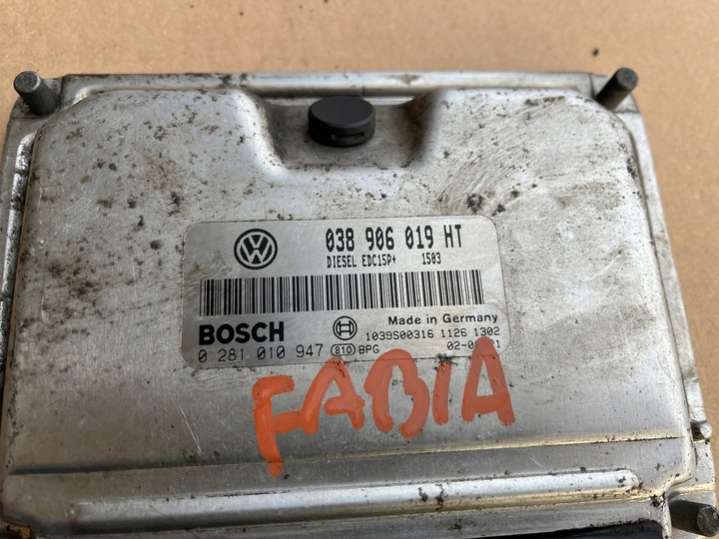 038 906 019 HT
DIESEL EDC15P+ 1503
BOSCH
Made in Germany
1039S00316 1126 1302
0 281 010 947 810 BPG
FABIA